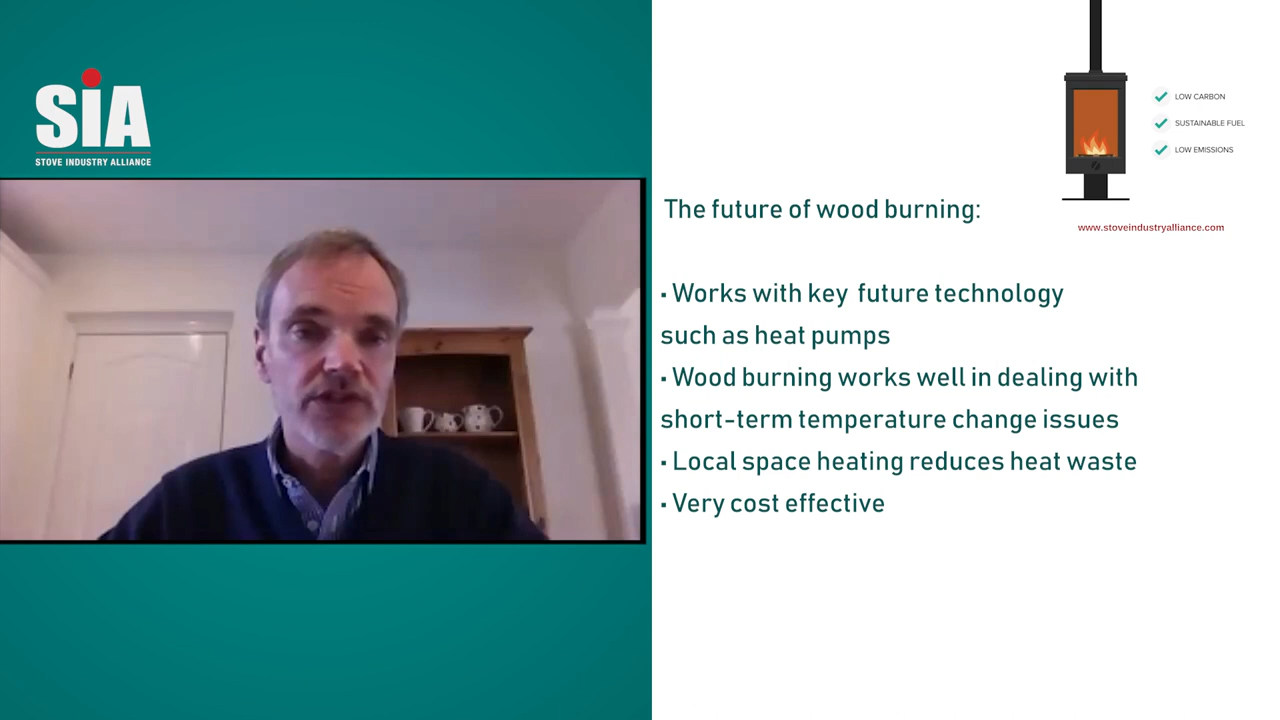 SiA
STOVE INDUSTRY ALLIANCE
LOW CARBON
SUSTAINABLE FUEL
LOW EMISSIONS
www.stoveindustryalliance.com
The future of wood burning:
▪ Works with key future technology
such as heat pumps
▪ Wood burning works well in dealing with
short-term temperature change issues
▪ Local space heating reduces heat waste
▪ Very cost effective